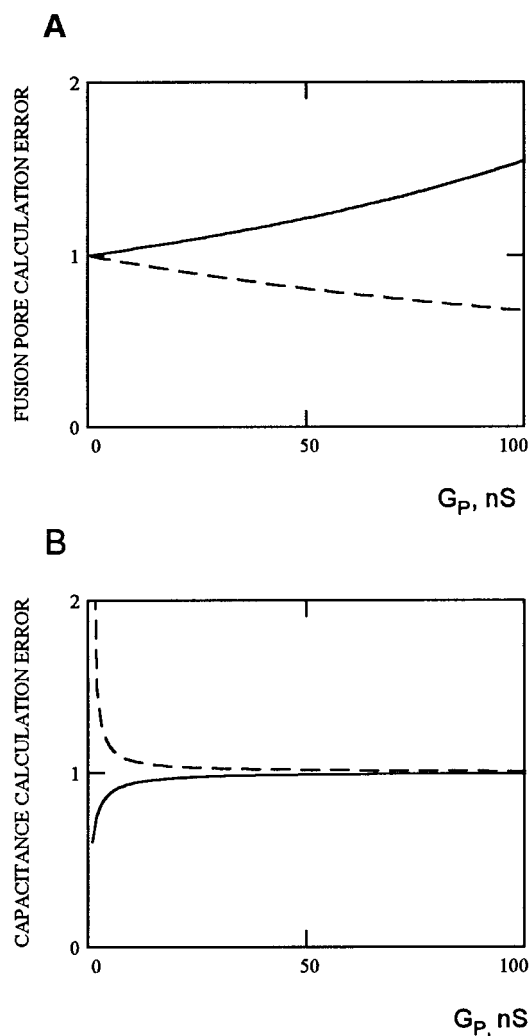 A
FUSION PORE CALCULATION ERROR
2
1
0
0
50
100
GP, nS
B
CAPACITANCE CALCULATION ERROR
2
1
0
0
50
100
GP, nS